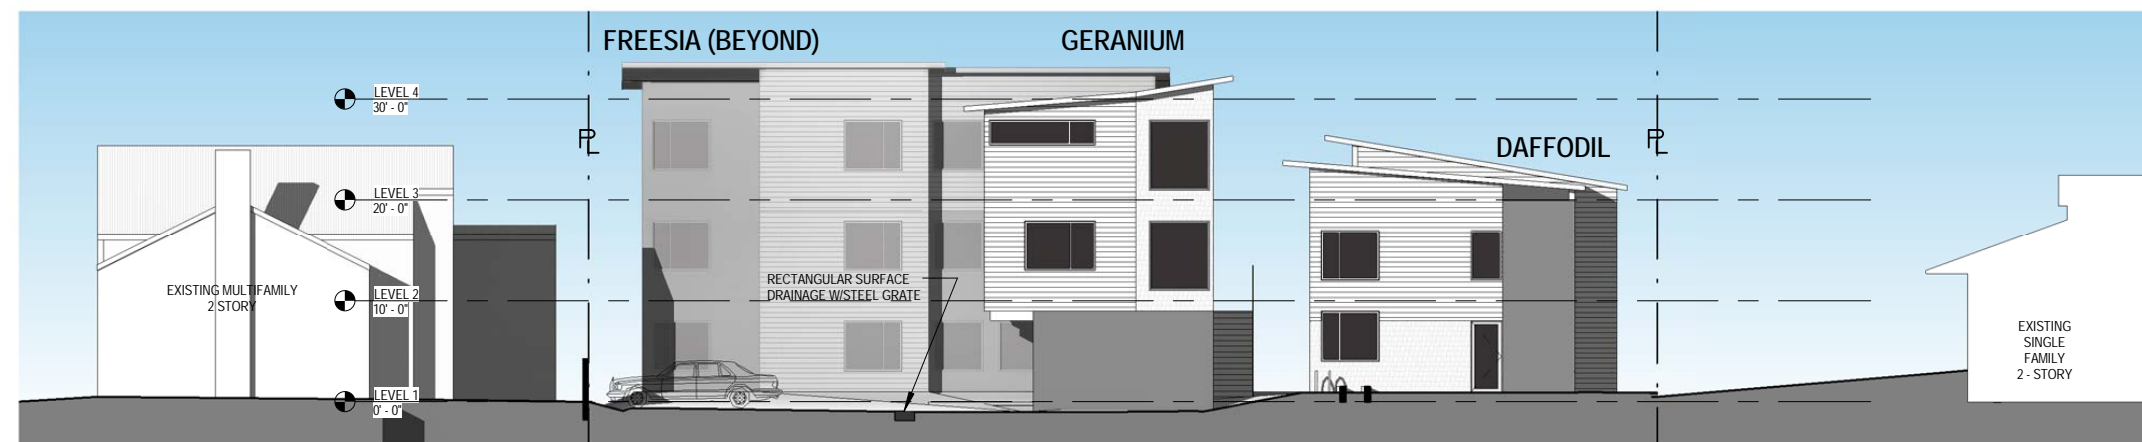 FREESIA (BEYOND)
GERANIUM
LEVEL 4
30' - 0"
PL
DAFFODIL
PL
LEVEL 3
20' - 0"
RECTANGULAR SURFACE
DRAINAGE W/STEEL GRATE
EXISTING MULTIFAMILY
2 STORY
LEVEL 2
10' - 0"
EXISTING
SINGLE
FAMILY
2 - STORY
LEVEL 1
0' - 0"